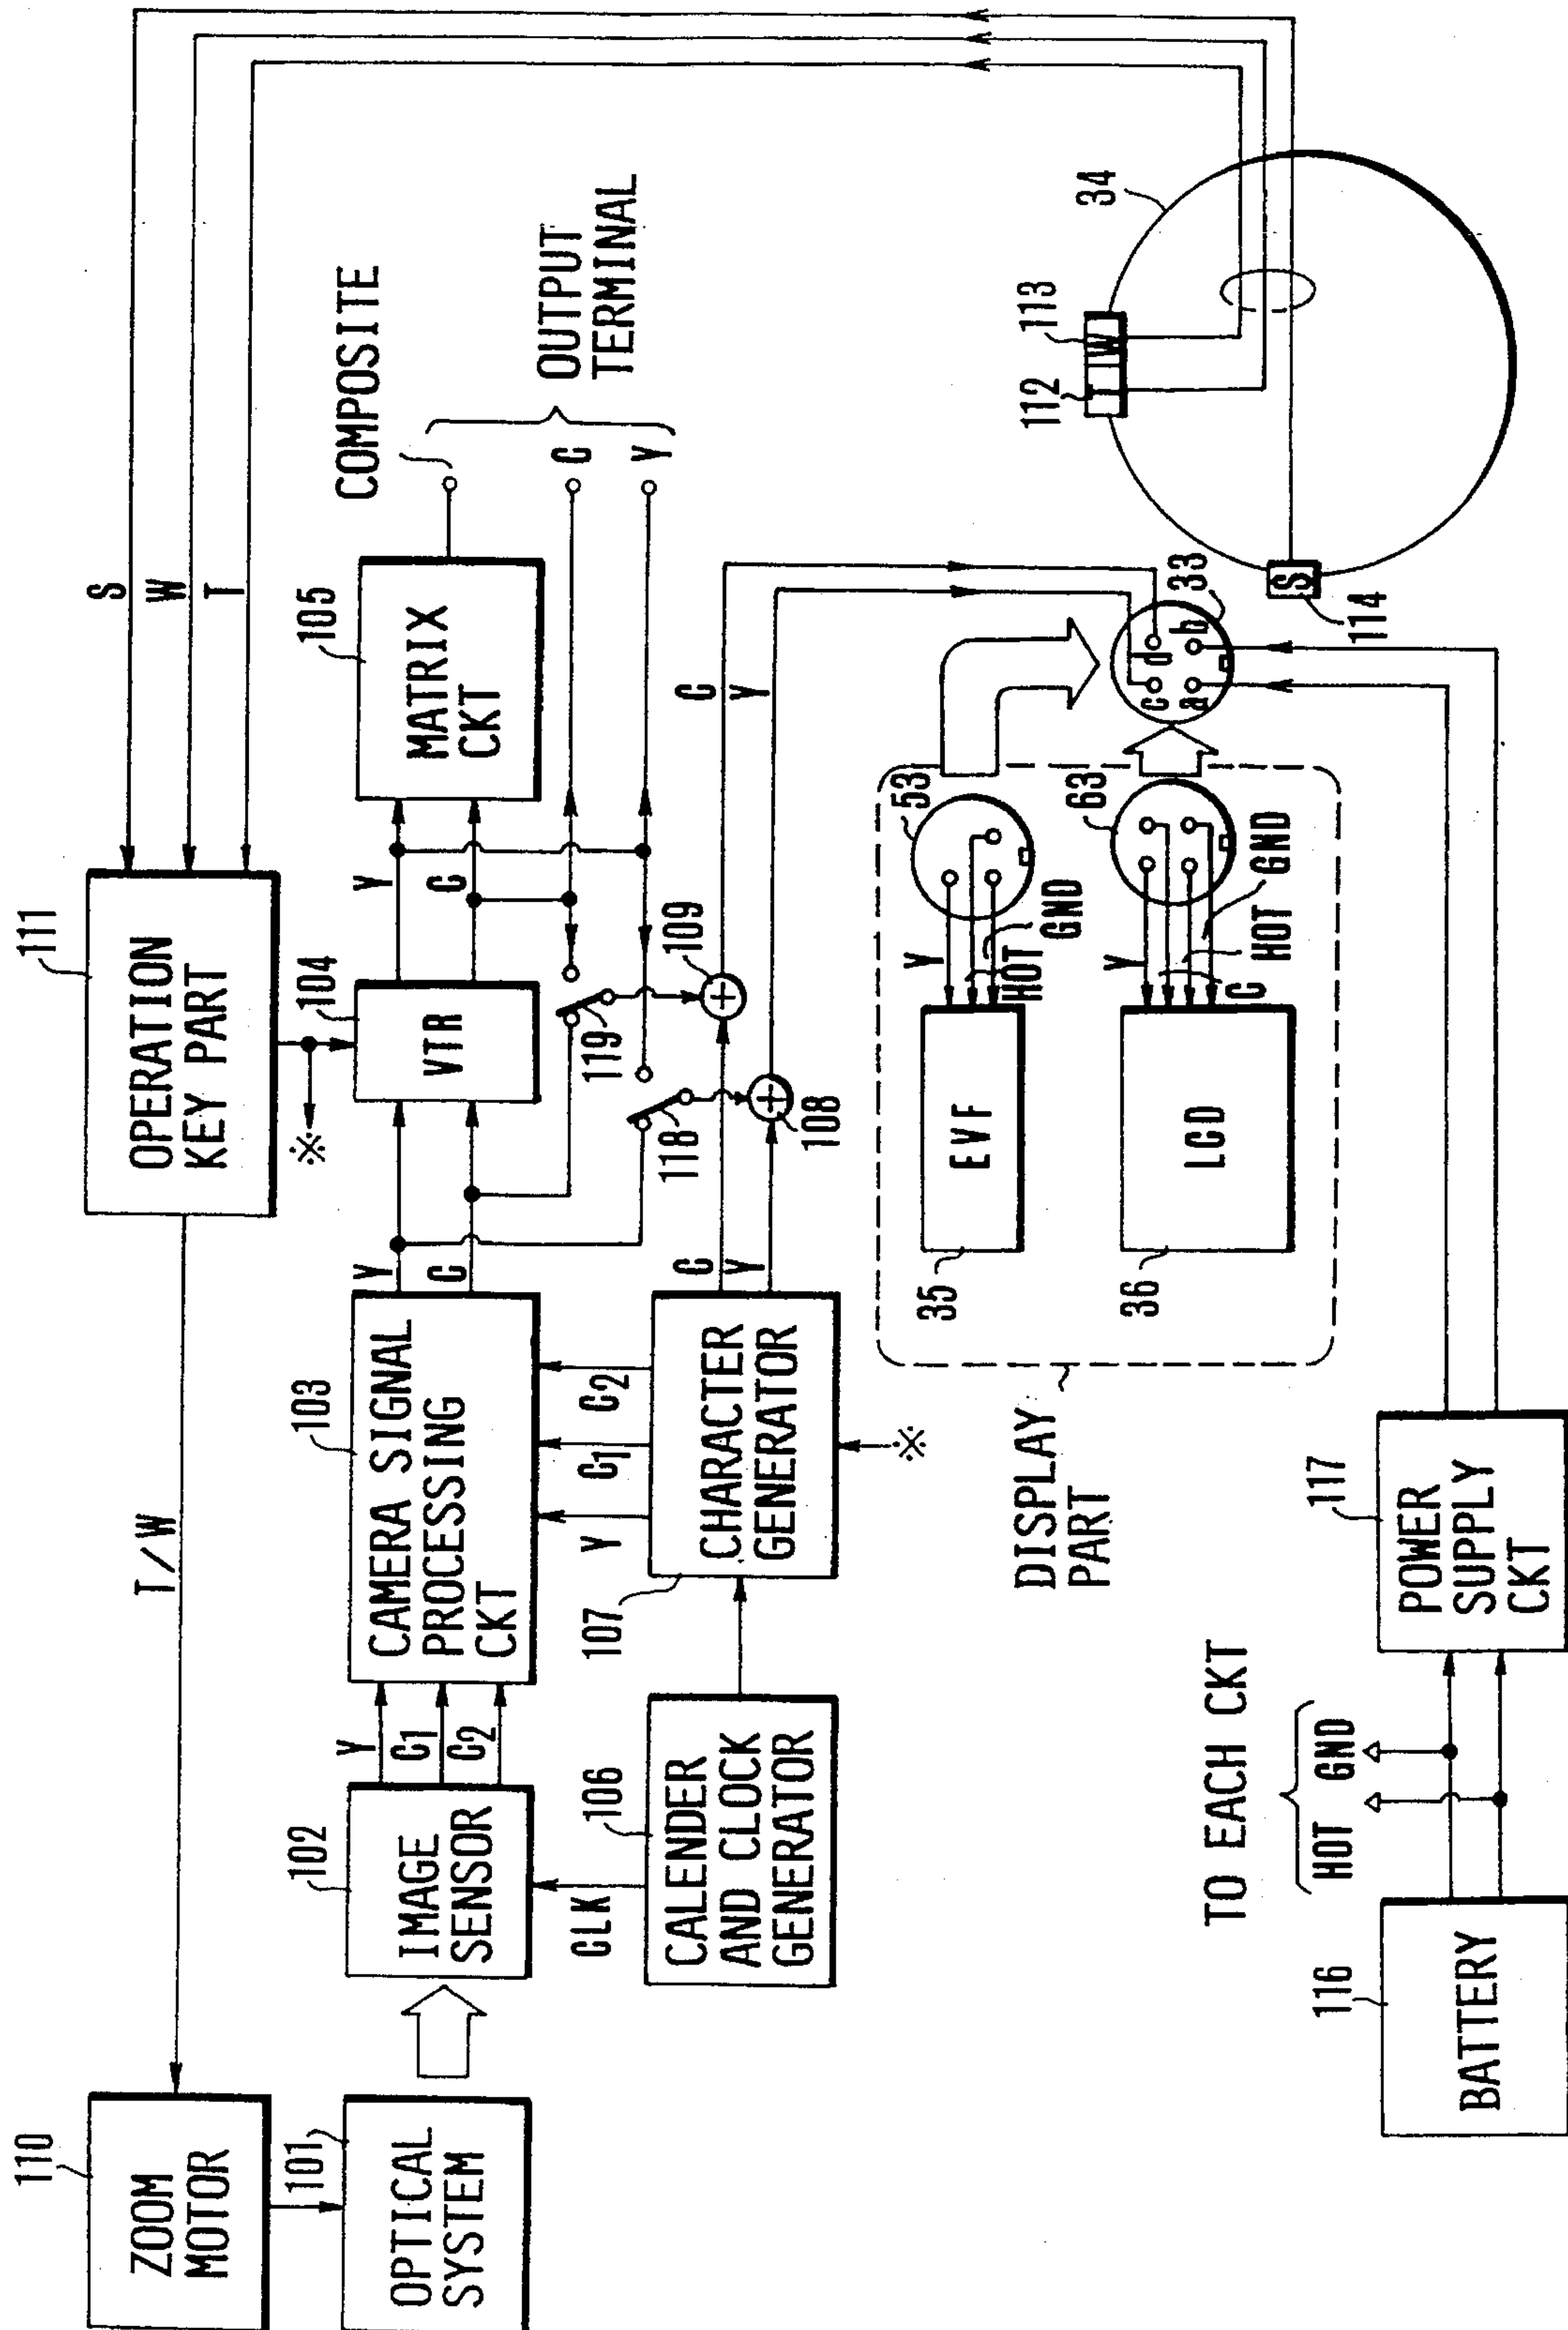 110
ZOOM
MOTOR
T/W
111
OPERATION
KEY PART
S
W
T
※
101
OPTICAL
SYSTEM
102
IMAGE
SENSOR
Y
C1
C2
103
CAMERA SIGNAL
PROCESSING
CKT
Y
C
104
VTR
Y
C
105
MATRIX
CKT
COMPOSITE
C
Y
OUTPUT
TERMINAL
CLK
106
CALENDER
AND CLOCK
GENERATOR
107
Y
C1
C2
CHARACTER
GENERATOR
※
C
Y
118
119
108
109
C
Y
DISPLAY
PART
35
EVF
Y
HOT
GND
53
36
LCD
Y
C
HOT
GND
63
33
c
d
a
b
34
112
113
T
W
S
114
TO EACH CKT
HOT
GND
116
BATTERY
117
POWER
SUPPLY
CKT